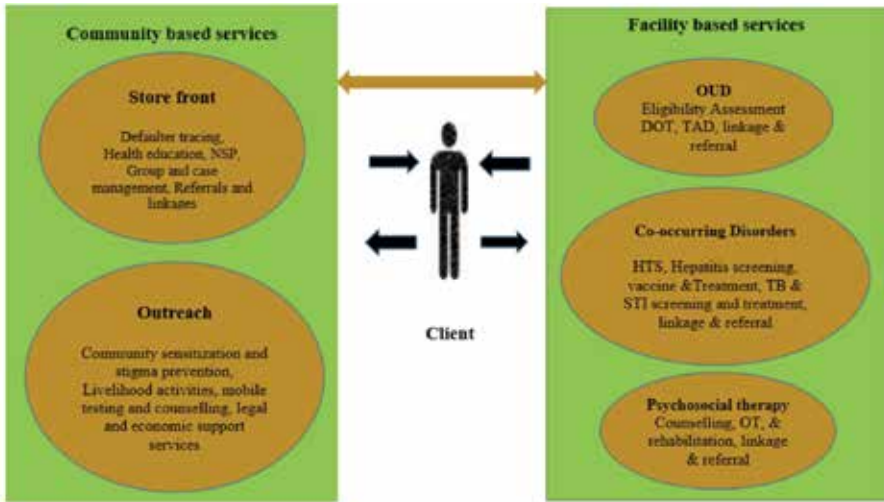 Community based services
Store front
Defaulter tracing,
Health education, NSP,
Group and case
management, Referrals and
linkages
Outreach
Community sensitization and
stigma prevention,
Livelihood activities, mobile
testing and counselling, legal
and economic support
services
Client
Facility based services
OUD
Eligibility Assessment
DOT, TAD, linkage &
referral
Co-occurring Disorders
HTS, Hepatitis screening,
vaccine &Treatment, TB &
STI screening and treatment,
linkage & referral
Psychosocial therapy
Counselling, OT, &
rehabilitation, linkage
& referral